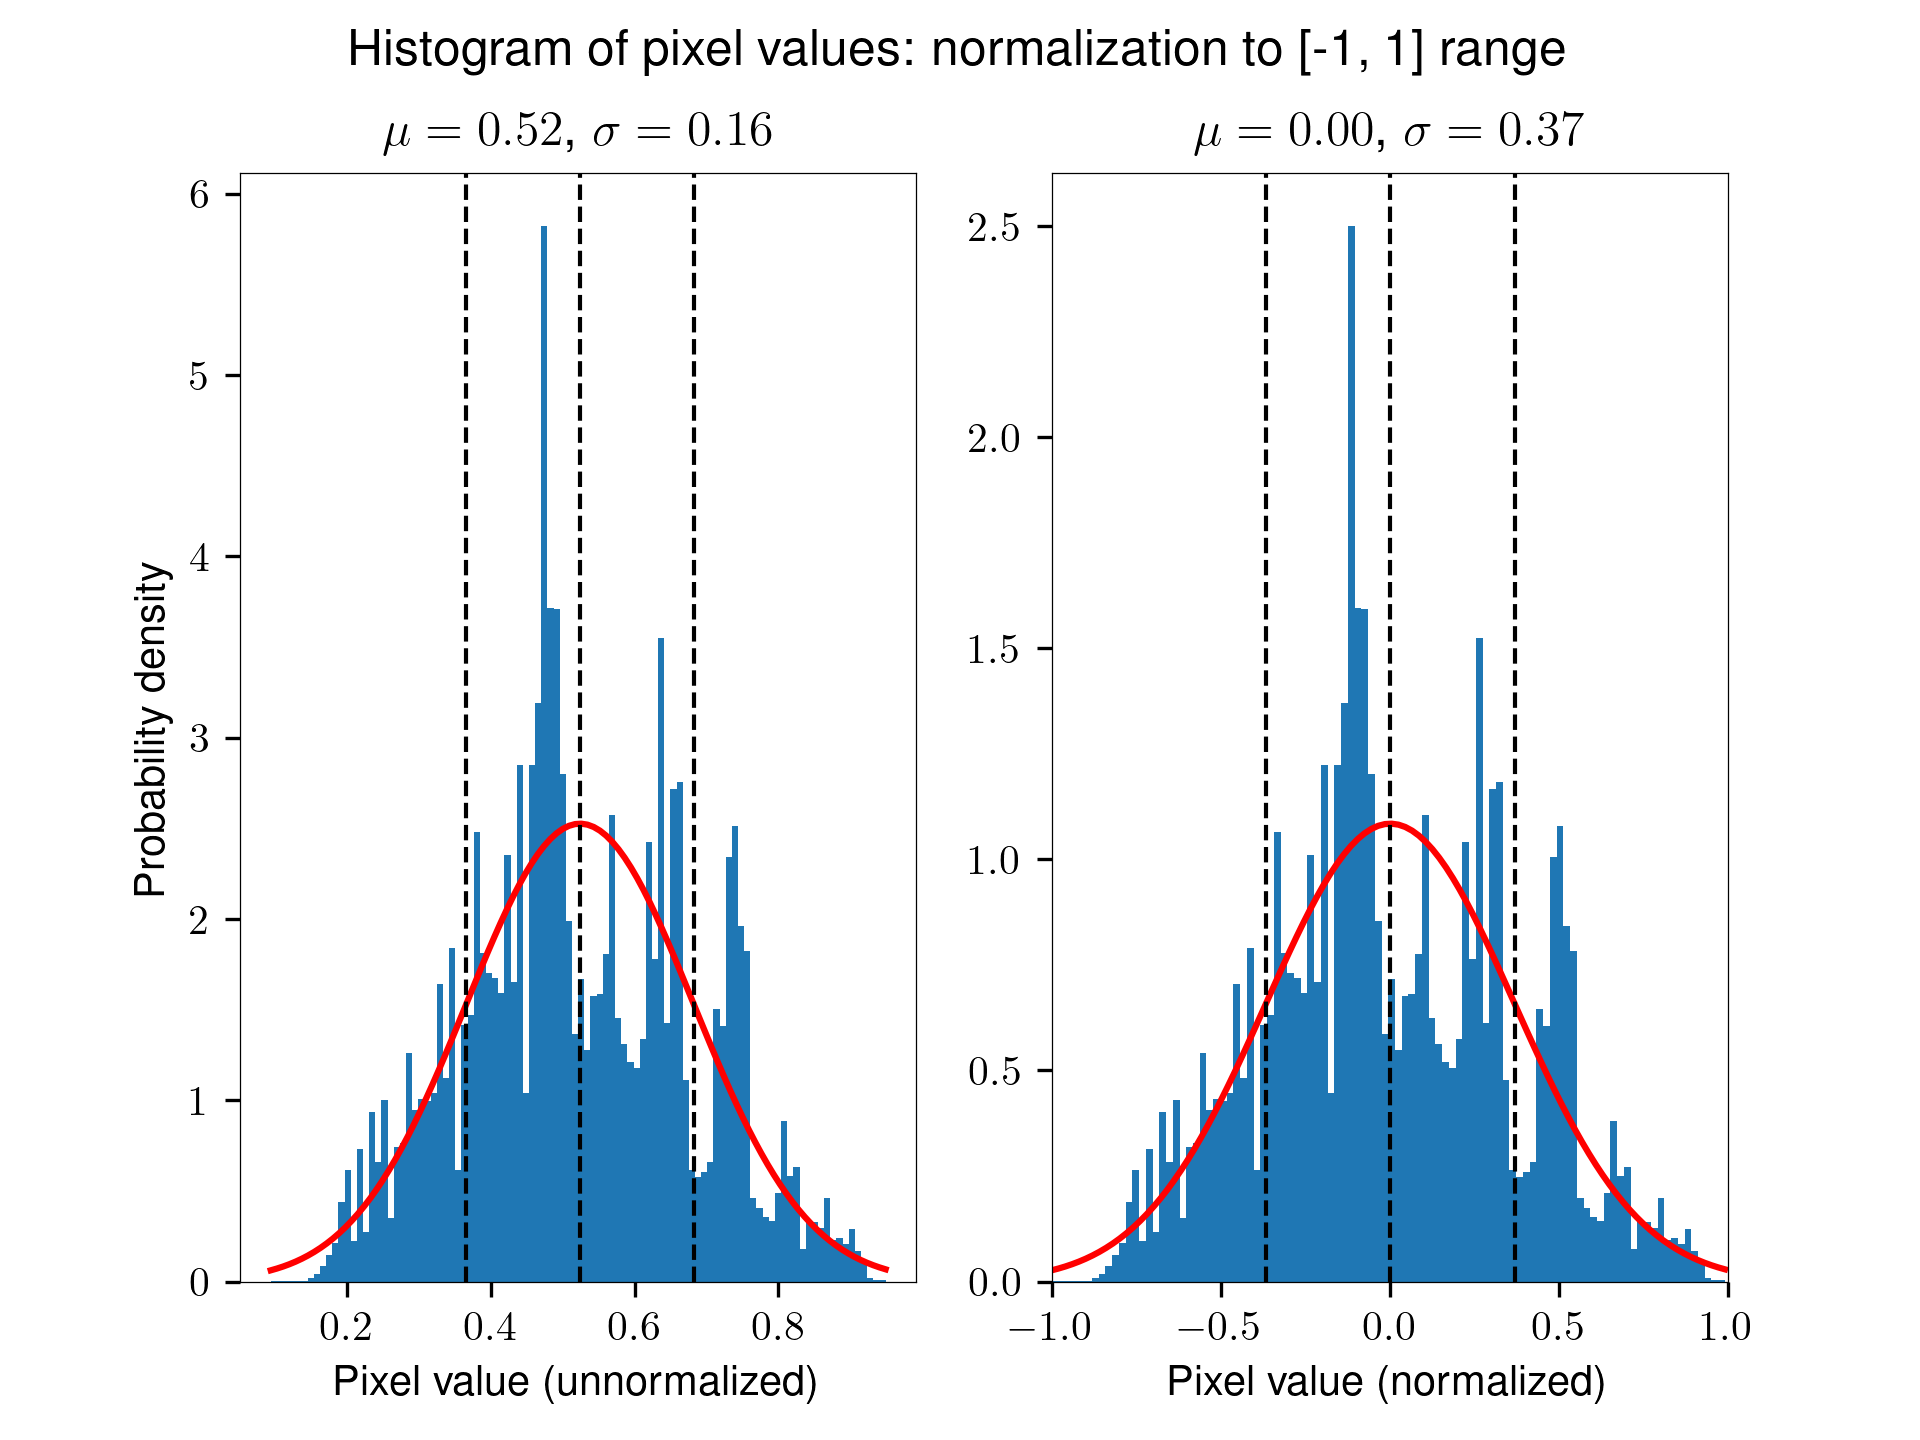 Histogram of pixel values: normalization to [-1, 1] range
μ = 0.52, σ = 0.16
μ = 0.00, σ = 0.37
Probability density
6
5
4
3
2
1
0
0.2 0.4 0.6 0.8
Pixel value (unnormalized)
2.5
2.0
1.5
1.0
0.5
0.0
−1.0 −0.5 0.0 0.5 1.0
Pixel value (normalized)